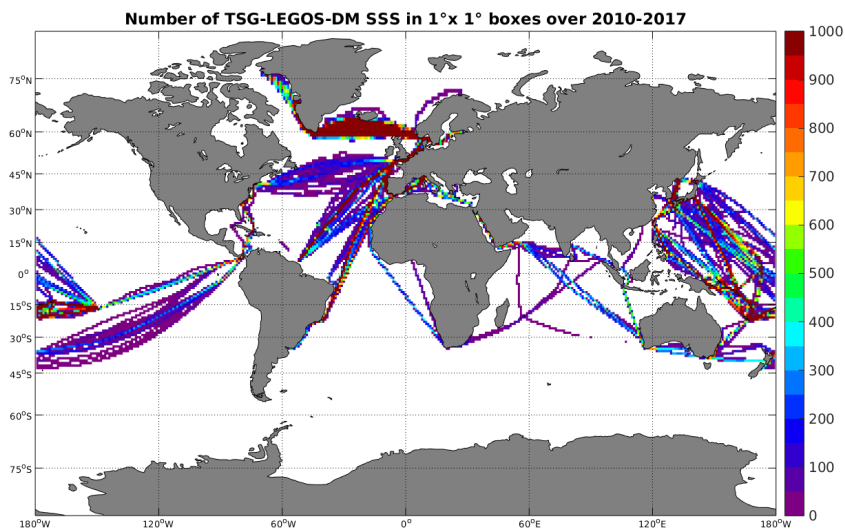 Number of TSG-LEGOS-DM SSS in 1°x 1° boxes over 2010-2017
1000
900
800
700
600
500
400
300
200
100
0
75°N
60°N
45°N
30°N
15°N
0°
15°S
30°S
45°S
60°S
75°S
180°W
120°W
60°W
0°
60°E
120°E
180°W